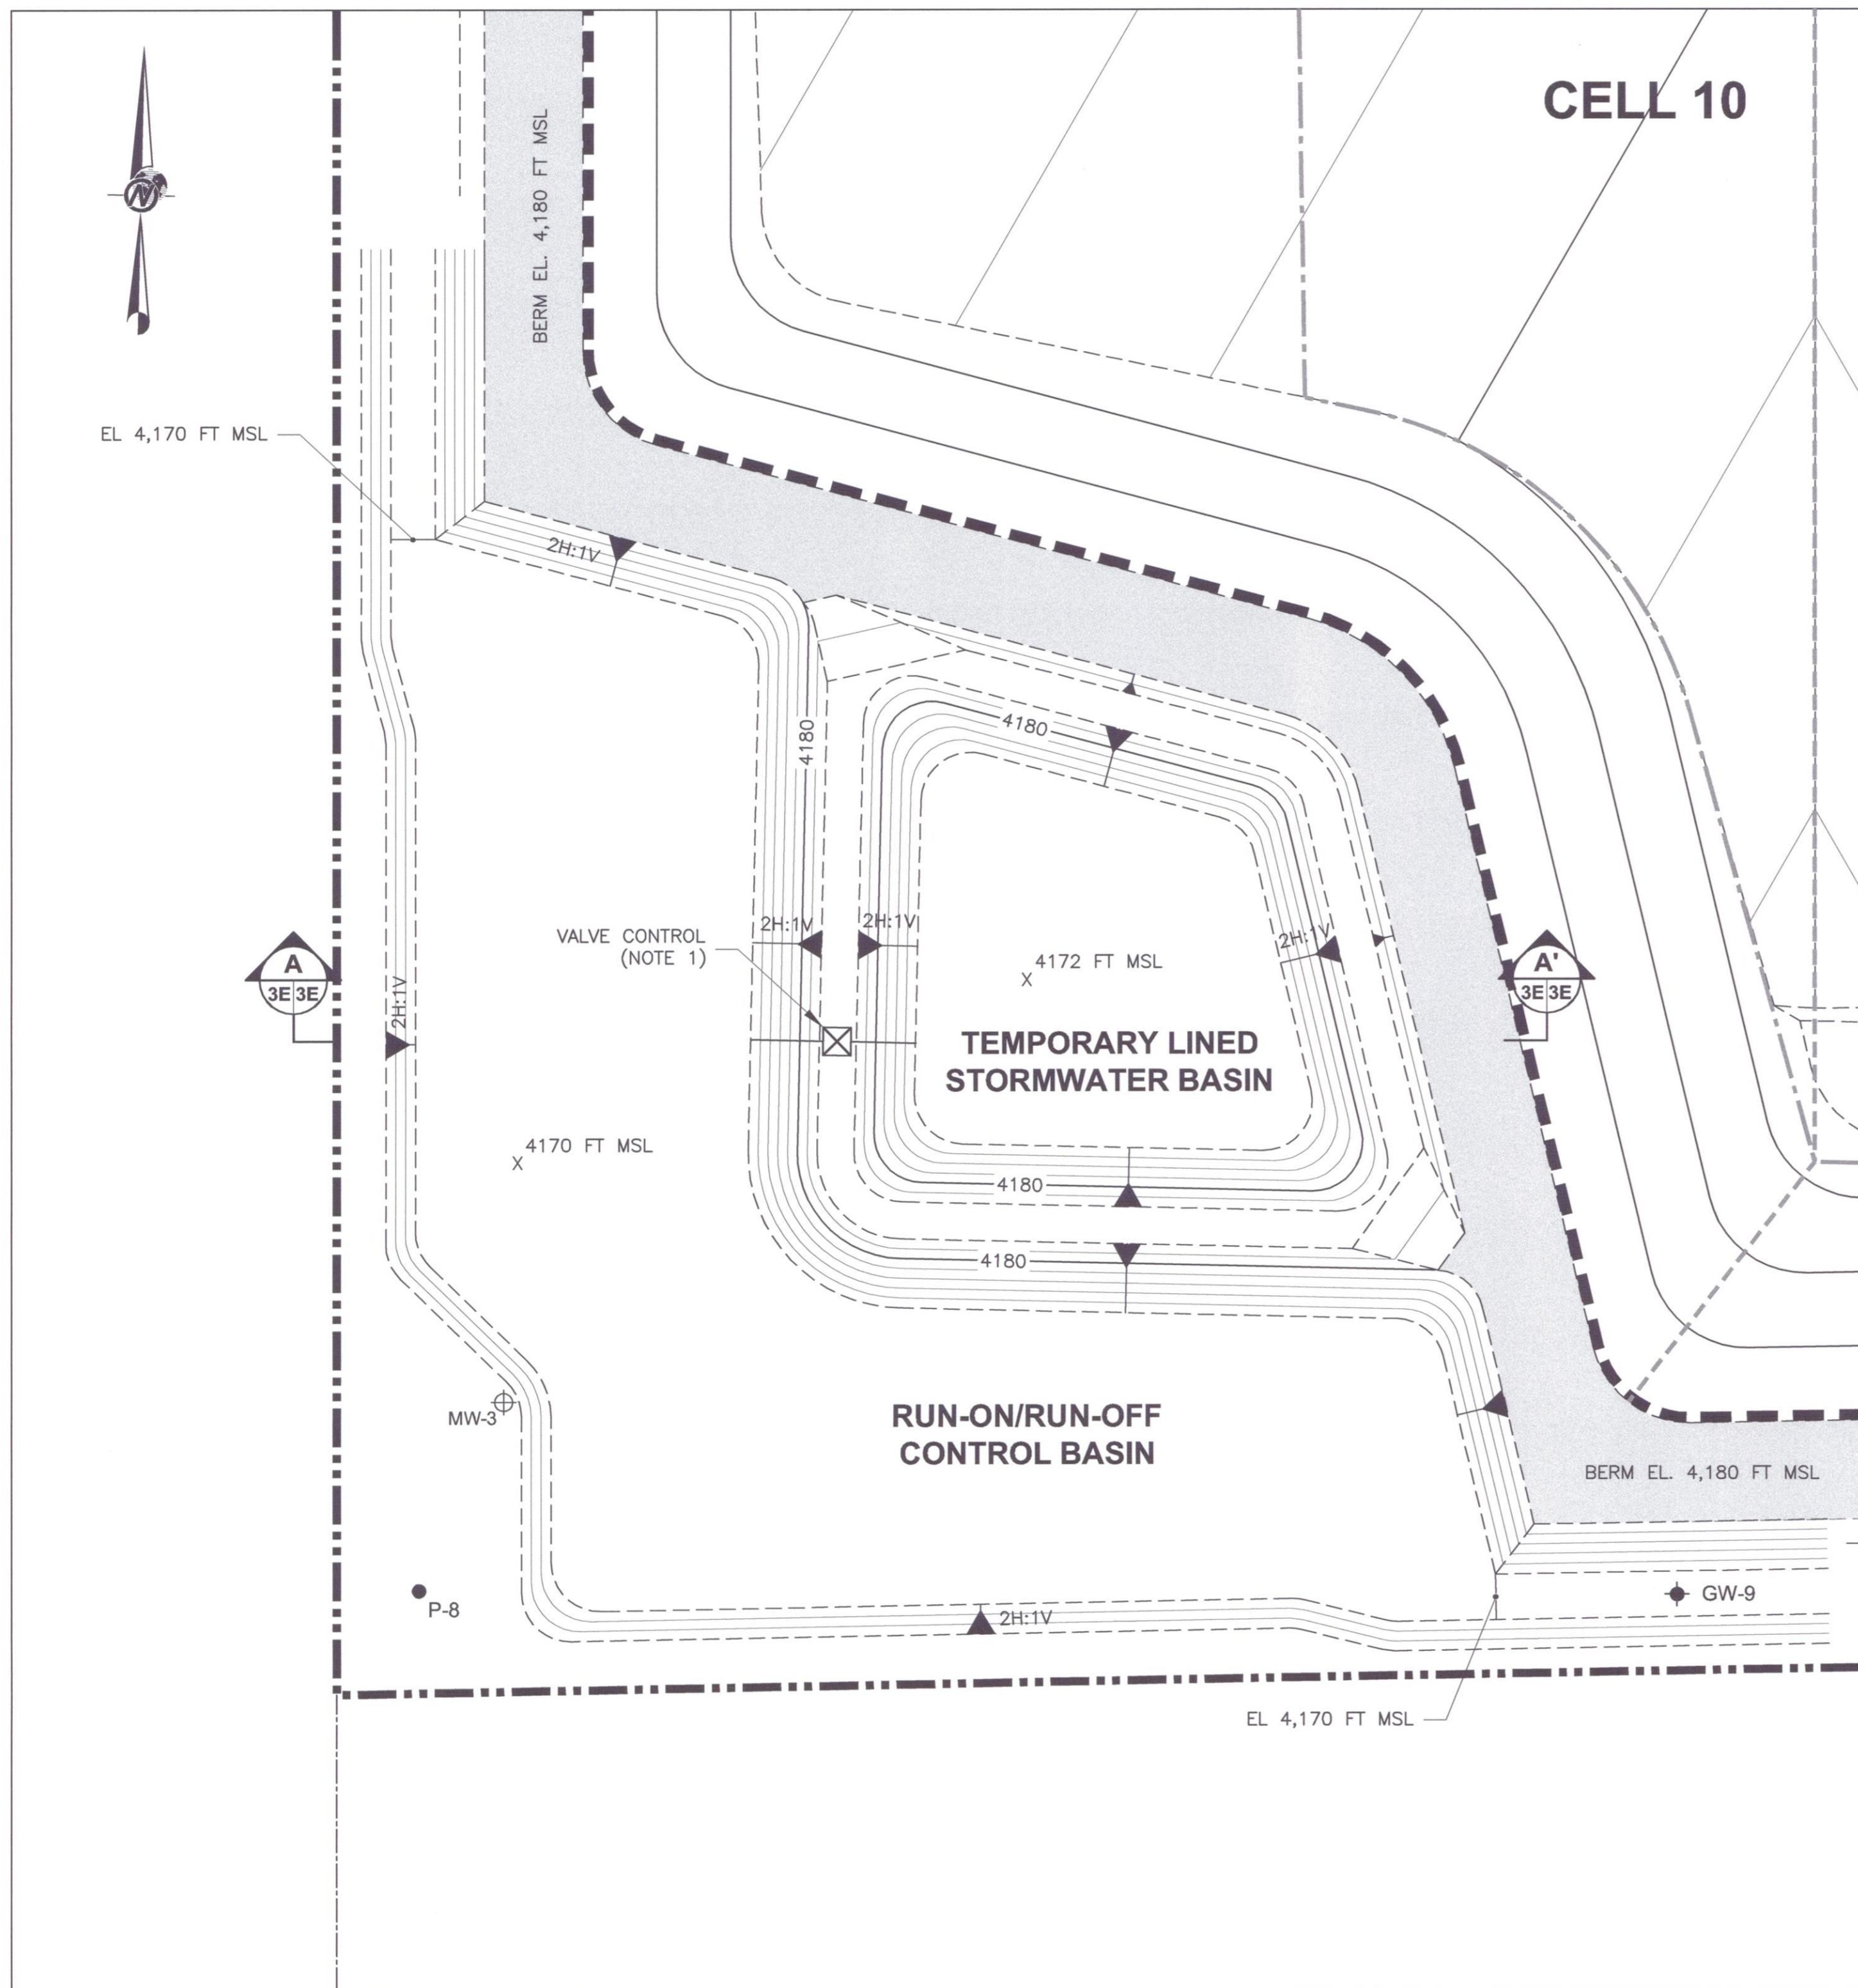 CELL 10
N
BERM EL. 4,180 FT MSL
EL 4,170 FT MSL
2H:1V
4180
4180
VALVE CONTROL
(NOTE 1)
2H:1V
2H:1V
2H:1V
4172 FT MSL
X
A
3E 3E
A'
3E 3E
2H:1V
TEMPORARY LINED
STORMWATER BASIN
4170 FT MSL
X
4180
4180
MW-3
RUN-ON/RUN-OFF
CONTROL BASIN
BERM EL. 4,180 FT MSL
P-8
2H:1V
GW-9
EL 4,170 FT MSL